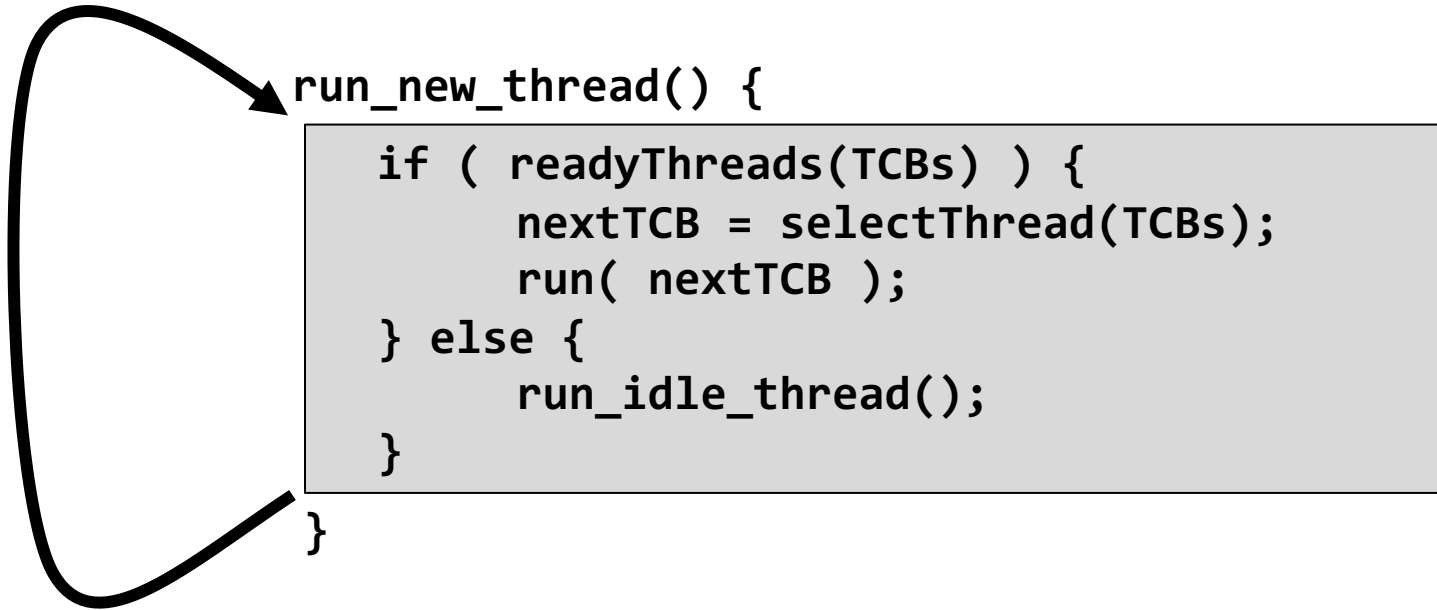 run_new_thread() {
if ( readyThreads(TCBs) ) {
nextTCB = selectThread(TCBs);
run( nextTCB );
} else {
run_idle_thread();
}
}